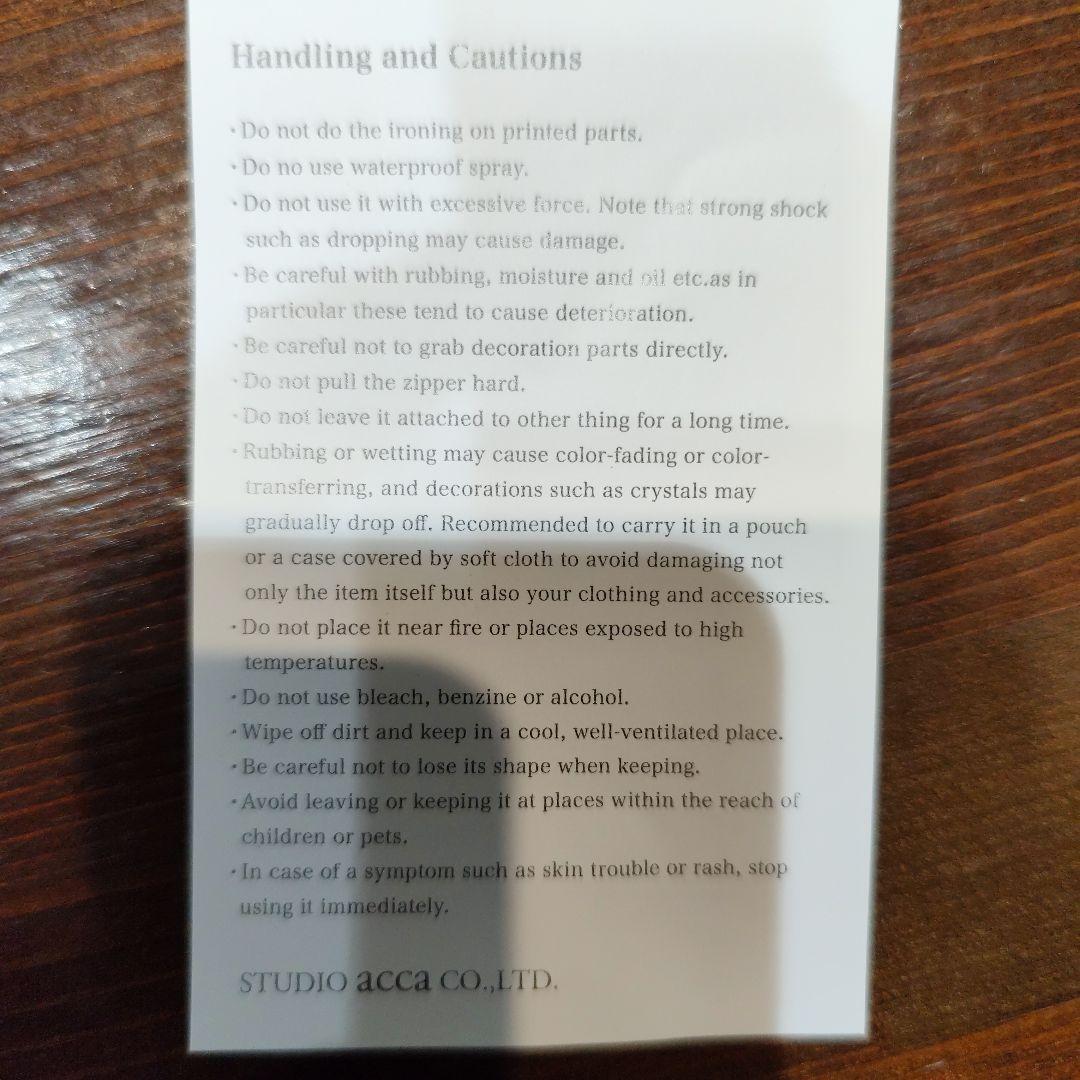 Handling and Cautions
・Do not do the ironing on printed parts.
・Do no use waterproof spray.
・Do not use it with excessive force. Note that strong shock
such as dropping may cause damage.
・Be careful with rubbing, moisture and oil etc.as in
particular these tend to cause deterioration.
・Be careful not to grab decoration parts directly.
・Do not pull the zipper hard.
・Do not leave it attached to other thing for a long time.
・Rubbing or wetting may cause color-fading or color-
transferring, and decorations such as crystals may
gradually drop off. Recommended to carry it in a pouch
or a case covered by soft cloth to avoid damaging not
only the item itself but also your clothing and accessories.
・Do not place it near fire or places exposed to high
temperatures.
・Do not use bleach, benzine or alcohol.
・Wipe off dirt and keep in a cool, well-ventilated place.
・Be careful not to lose its shape when keeping.
・Avoid leaving or keeping it at places within the reach of
children or pets.
・In case of a symptom such as skin trouble or rash, stop
using it immediately.
STUDIO acca CO.,LTD.